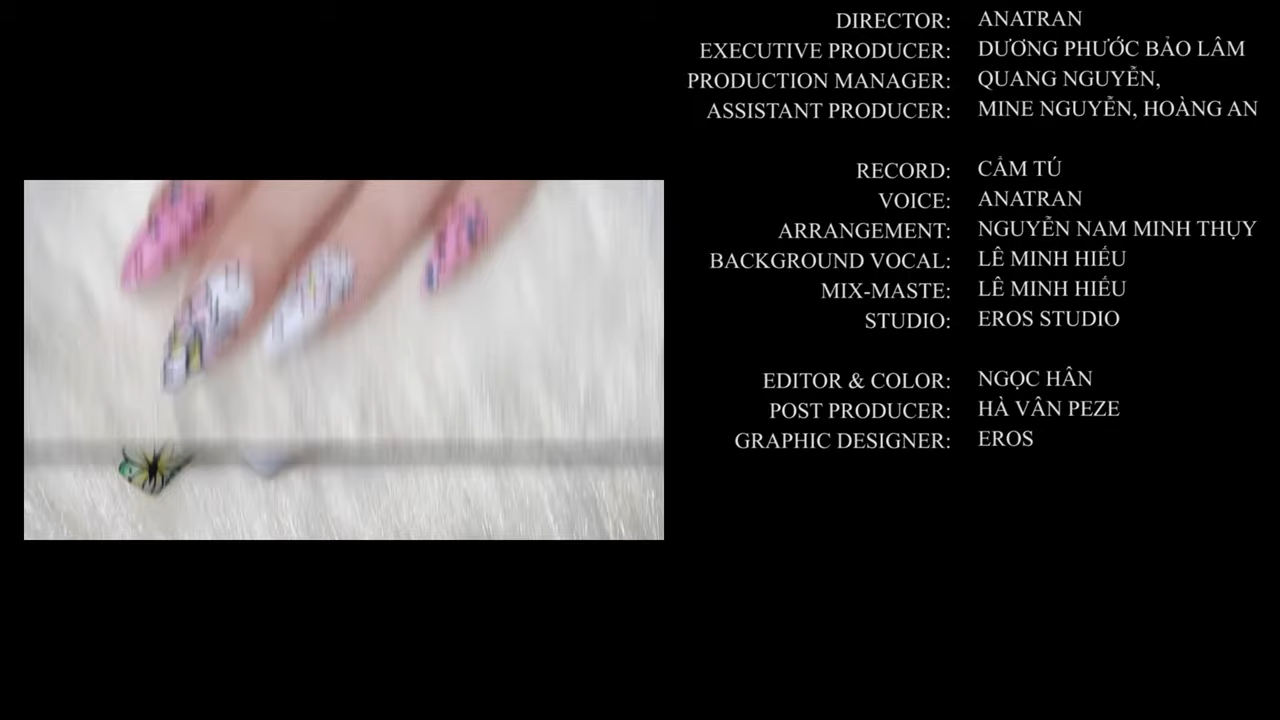 DIRECTOR: ANATRAN
EXECUTIVE PRODUCER: DƯƠNG PHƯỚC BẢO LÂM
PRODUCTION MANAGER: QUANG NGUYỄN,
ASSISTANT PRODUCER: MINE NGUYỄN, HOÀNG AN
RECORD: CẨM TÚ
VOICE: ANATRAN
ARRANGEMENT: NGUYỄN NAM MINH THỤY
BACKGROUND VOCAL: LÊ MINH HIẾU
MIX-MASTE: LÊ MINH HIẾU
STUDIO: EROS STUDIO
EDITOR & COLOR: NGỌC HÂN
POST PRODUCER: HÀ VÂN PEZE
GRAPHIC DESIGNER: EROS